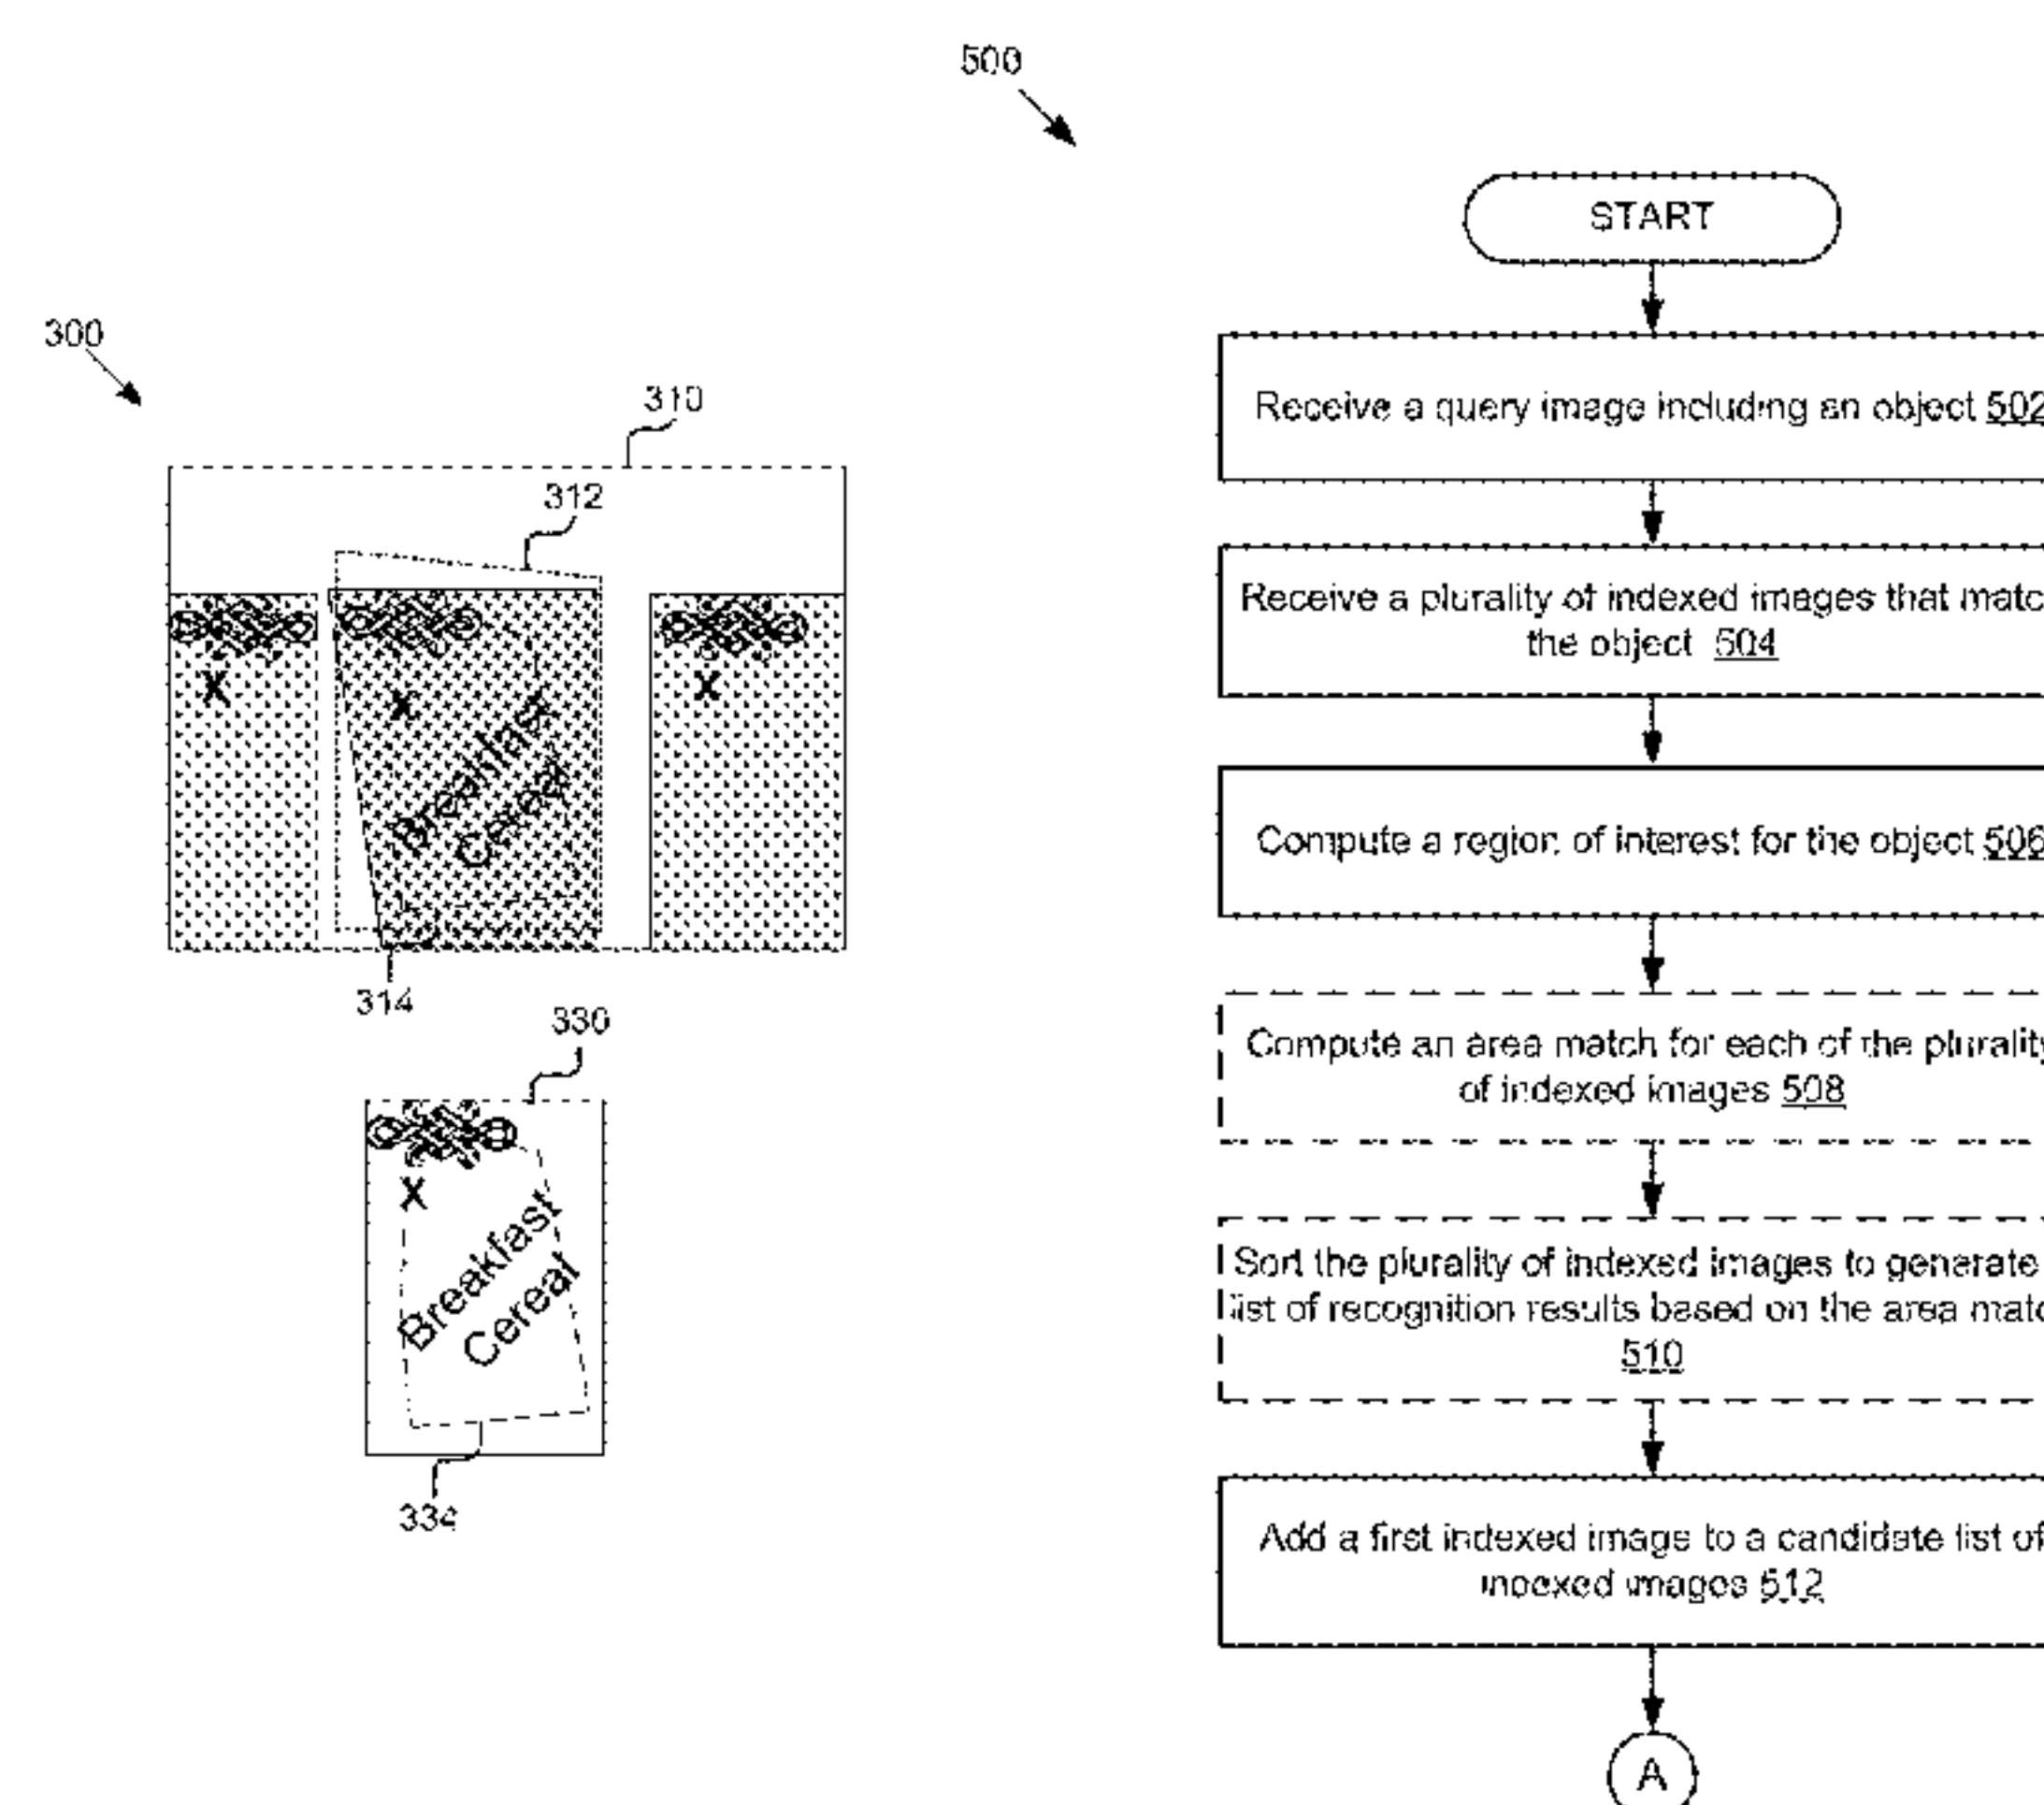 500
START
300
Receive a query image including an object 502
310
312
Receive a plurality of indexed images that matc
the object 504
X
X
X
Breakfast
Cereal
Compute a region of interest for the object 506
314
330
Compute an area match for each of the plurality
of indexed images 508
X
Breakfast
Cereal
Sort the plurality of indexed images to generate
list of recognition results based on the area matc
510
334
Add a first indexed image to a candidate list of
indexed images 512
A